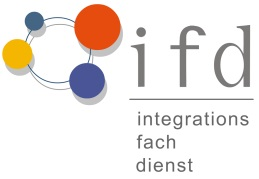 ifd
integrations
fach
dienst